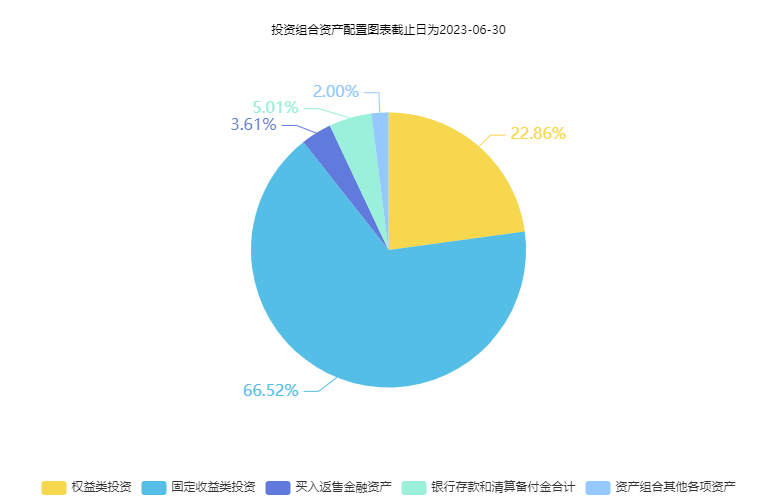 投资组合资产配置图表截止日为2023-06-30
2.00%
5.01%
3.61%
22.86%
66.52%
权益类投资 固定收益类投资 买入返售金融资产 银行存款和清算备付金合计 资产组合其他各项资产